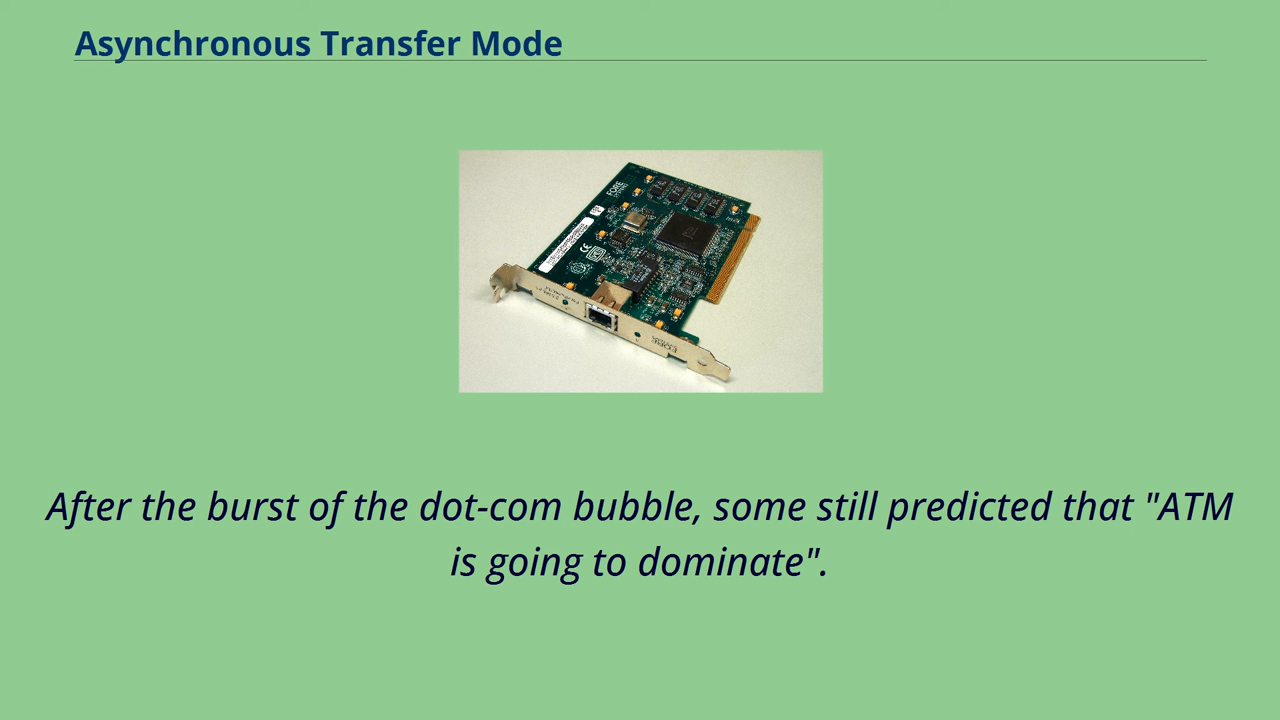 Asynchronous Transfer Mode
FORE
After the burst of the dot-com bubble, some still predicted that "ATM
is going to dominate".